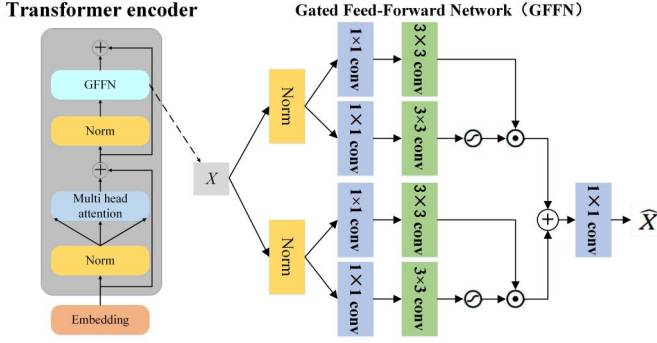 Transformer encoder
GFFN
Norm
Multi head
attention
Norm
Embedding
Gated Feed-Forward Network（GFFN）
X
Norm
1×1 conv
3×3 conv
1×1 conv
3×3 conv
Norm
1×1 conv
3×3 conv
1×1 conv
3×3 conv
1×1 conv
X̂